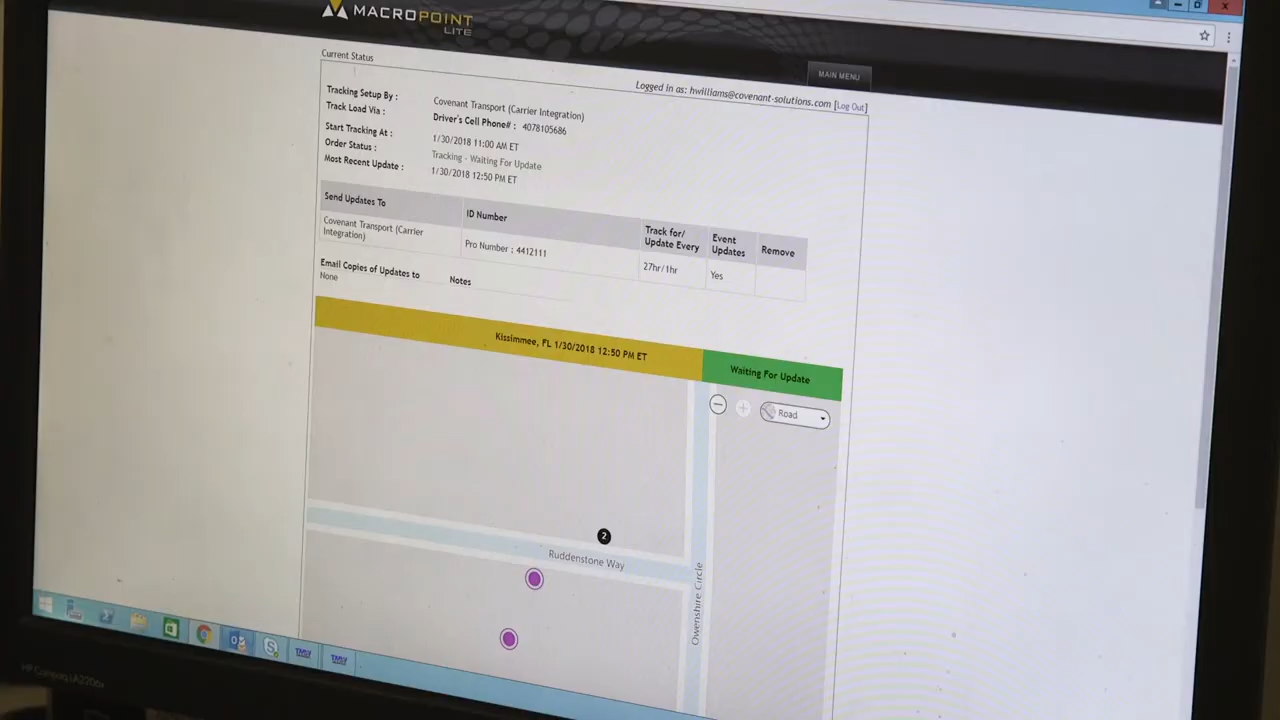 MACROPOINT
LITE
MAIN MENU
Current Status
Logged in as: hwilliams@covenant-solutions.com [Log Out]
Tracking Setup By : Covenant Transport (Carrier Integration)
Track Load Via : Driver's Cell Phone# : 4078105686
Start Tracking At : 1/30/2018 11:00 AM ET
Order Status : Tracking - Waiting For Update
Most Recent Update : 1/30/2018 12:50 PM ET
Send Updates To ID Number Track for/ Update Every Event Updates Remove
Covenant Transport (Carrier Integration) Pro Number : 4412111 27hr/1hr Yes
Email Copies of Updates to Notes
None
Kissimmee, FL 1/30/2018 12:50 PM ET Waiting For Update
Road
2
Ruddenstone Way
Owenshire Circle
TMW TMW